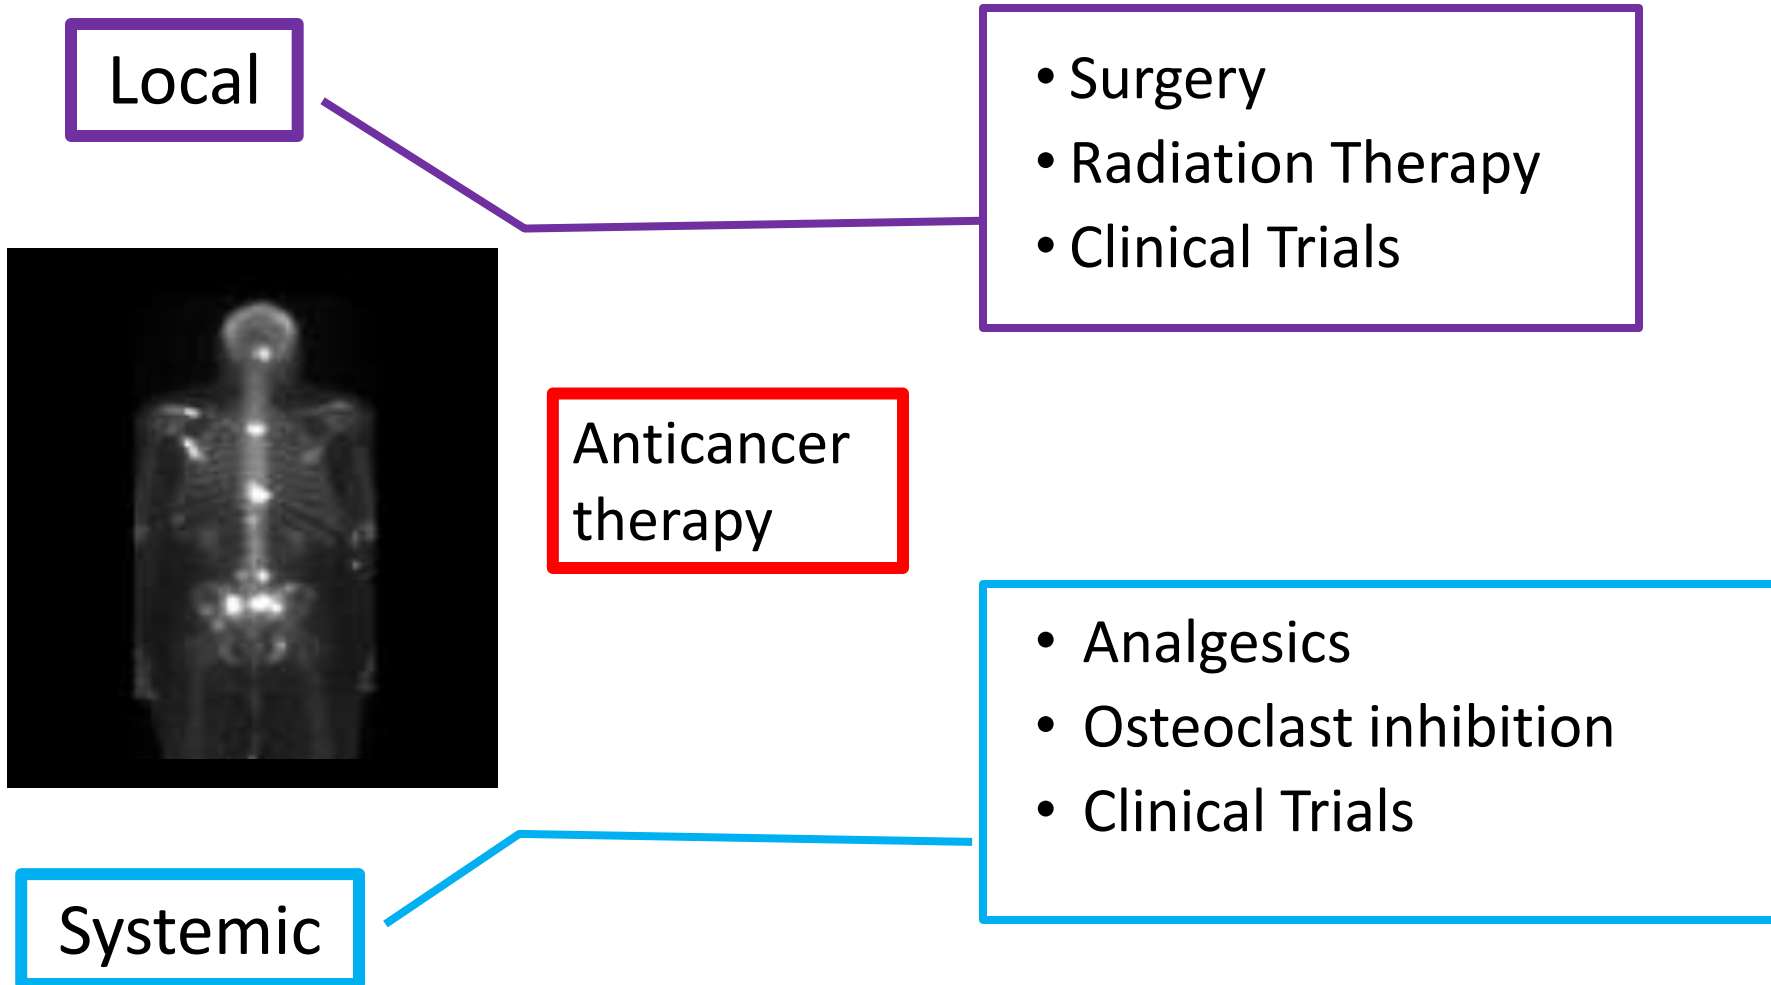 Local
• Surgery
• Radiation Therapy
• Clinical Trials
Anticancer
therapy
• Analgesics
• Osteoclast inhibition
• Clinical Trials
Systemic